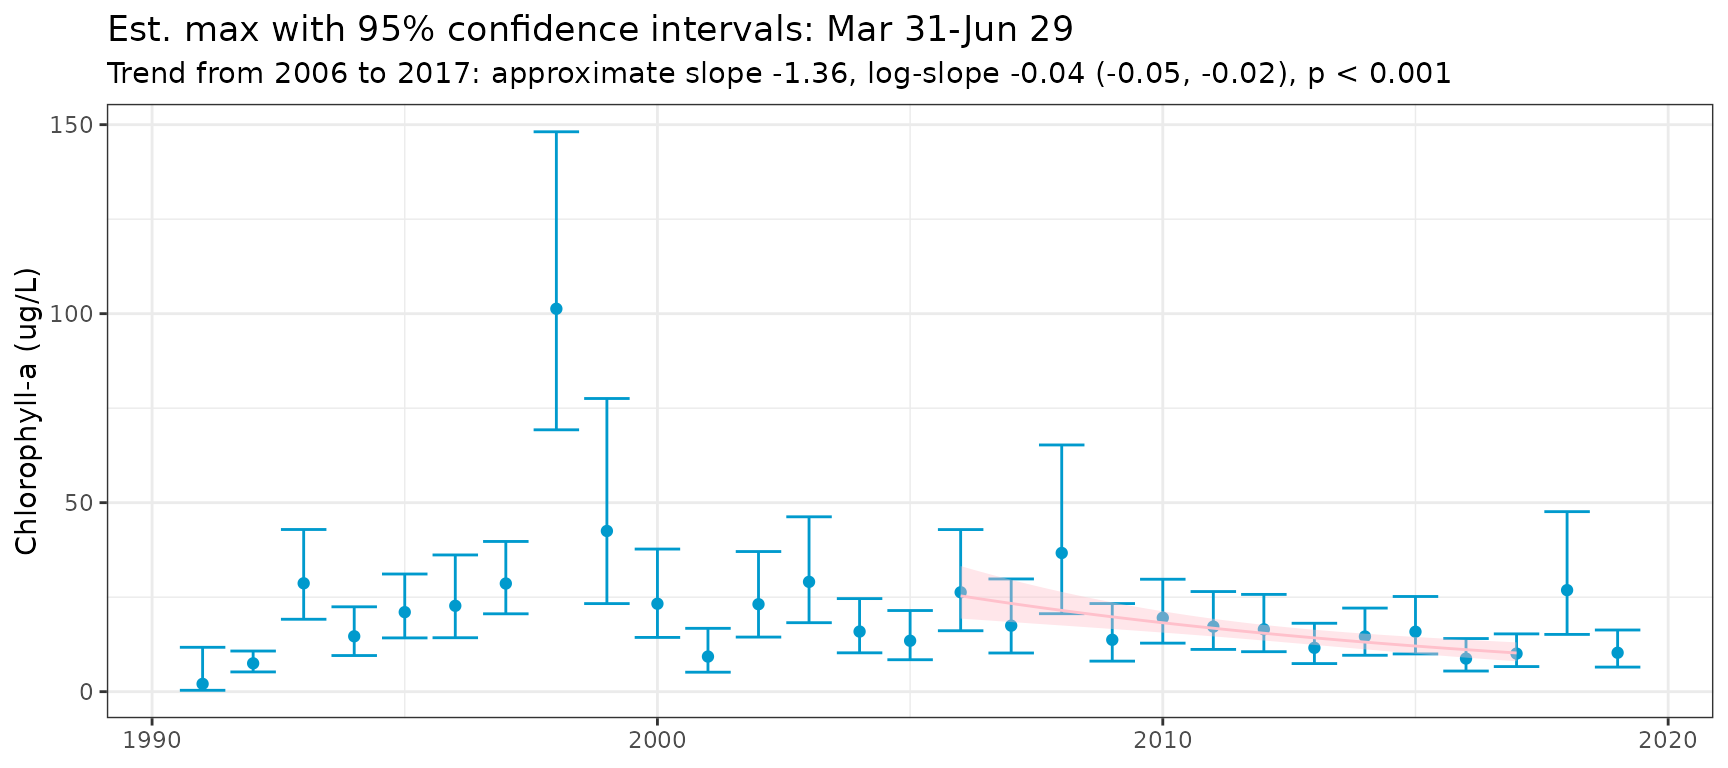 Est. max with 95% confidence intervals: Mar 31-Jun 29
Trend from 2006 to 2017: approximate slope -1.36, log-slope -0.04 (-0.05, -0.02), p < 0.001
Chlorophyll-a (ug/L)
150
100
50
0
1990
2000
2010
2020